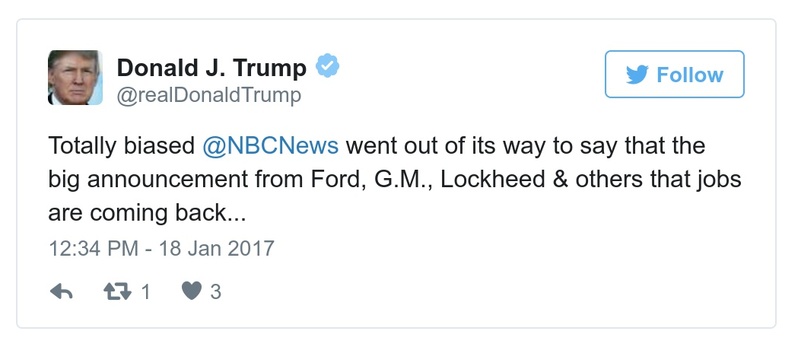 Donald J. Trump
@realDonaldTrump
Follow
Totally biased @NBCNews went out of its way to say that the
big announcement from Ford, G.M., Lockheed & others that jobs
are coming back...
12:34 PM - 18 Jan 2017
1 3